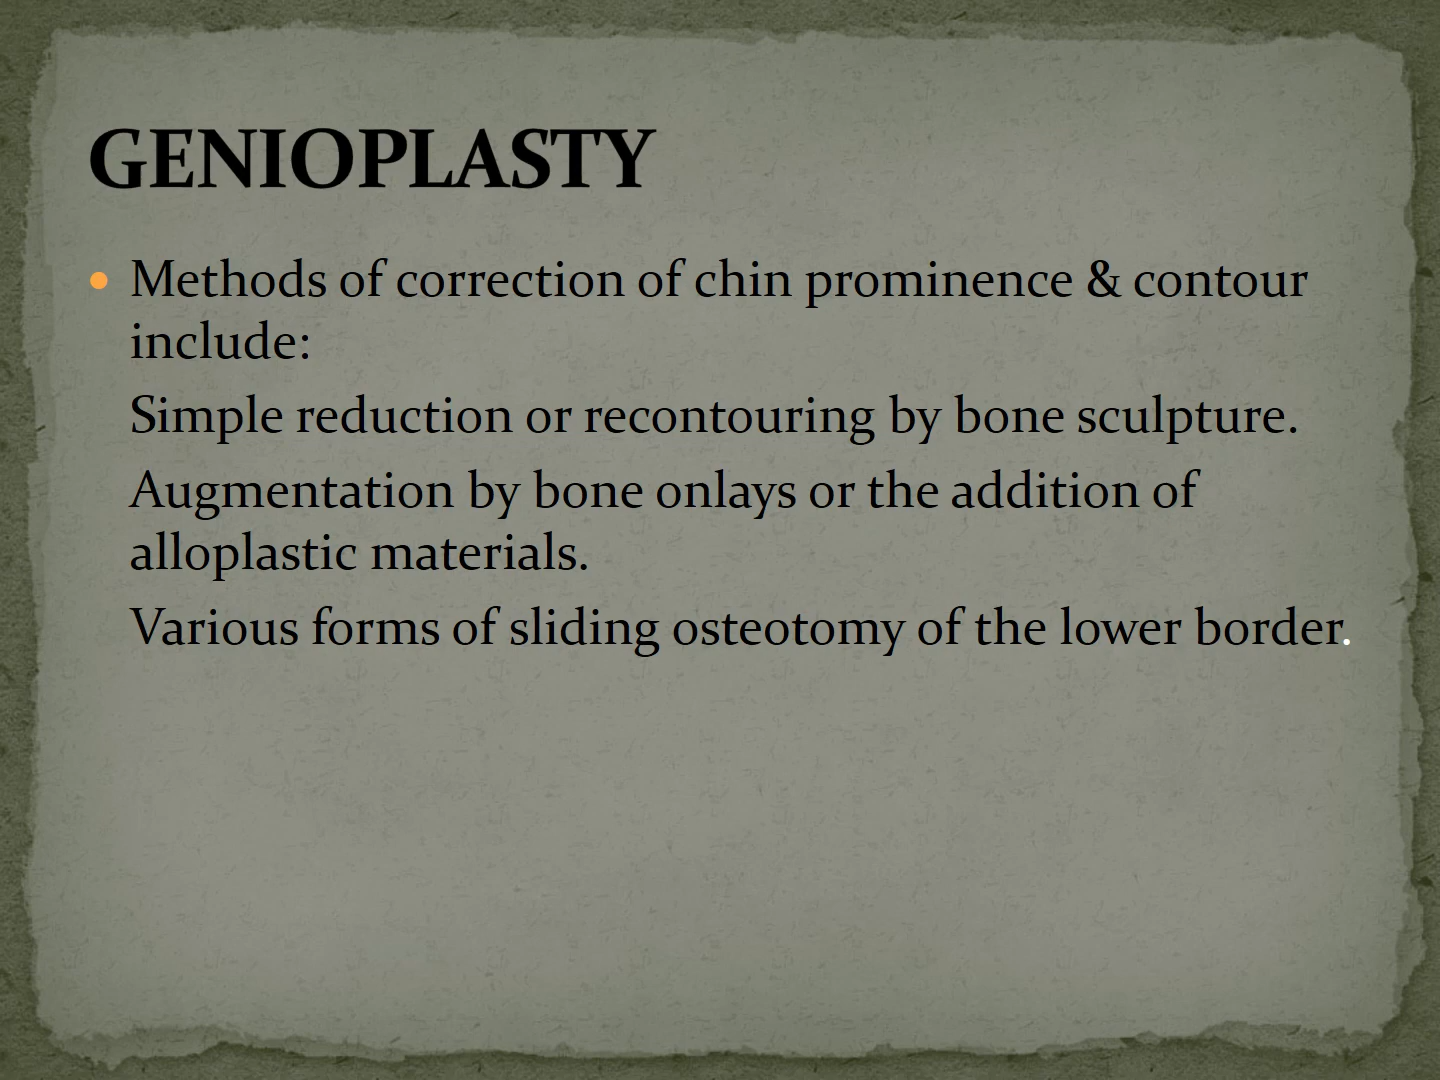 GENIOPLASTY
• Methods of correction of chin prominence & contour
include:
Simple reduction or recontouring by bone sculpture.
Augmentation by bone onlays or the addition of
alloplastic materials.
Various forms of sliding osteotomy of the lower border.